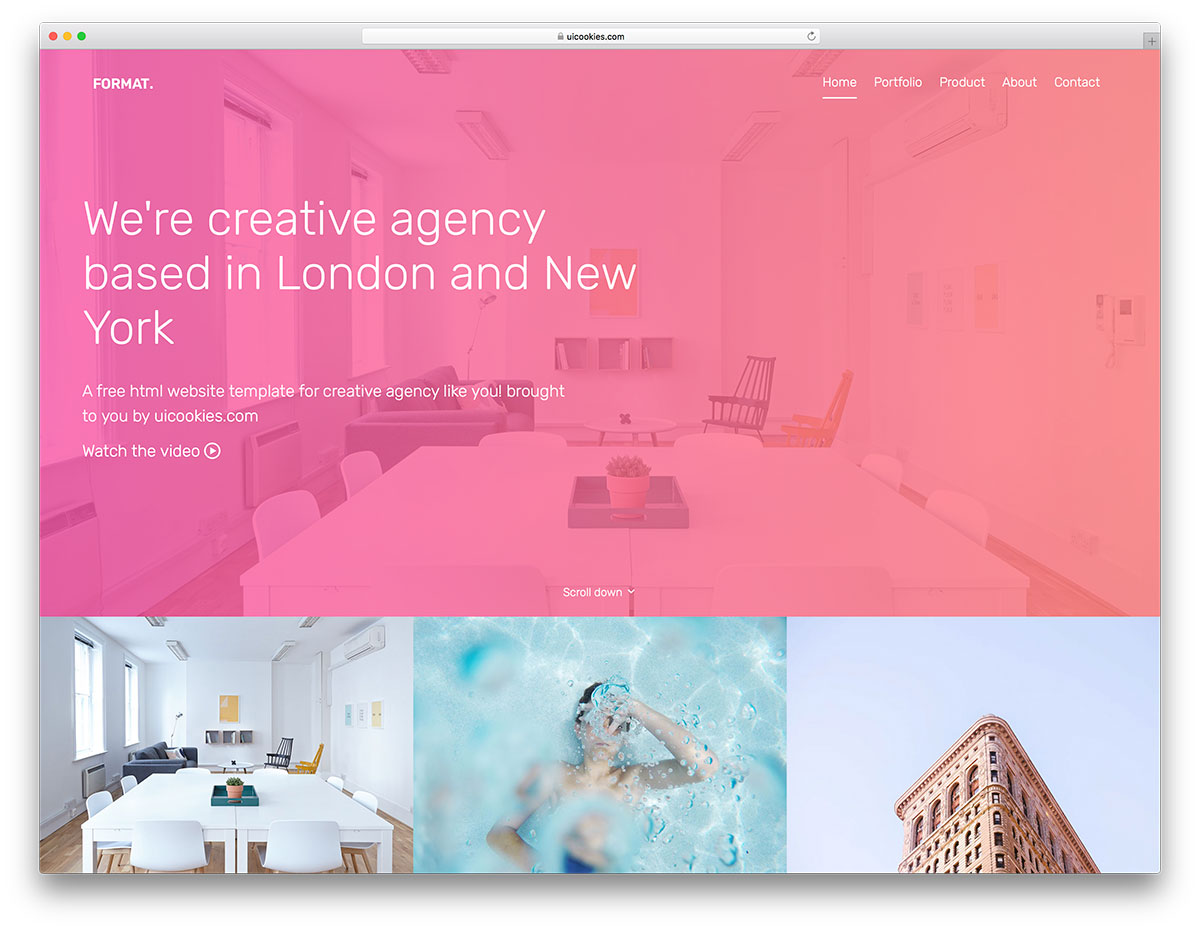 uicookies.com
FORMAT.
Home Portfolio Product About Contact
We're creative agency
based in London and New
York
A free html website template for creative agency like you! brought
to you by uicookies.com
Watch the video
Scroll down